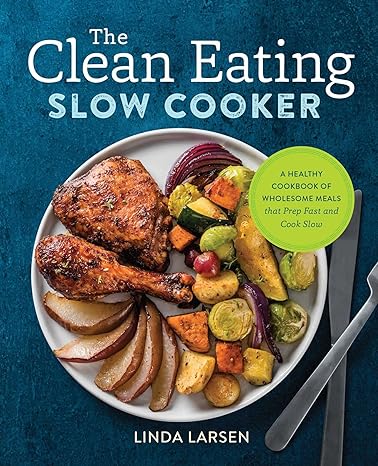 The
Clean Eating
SLOW COOKER
A HEALTHY
COOKBOOK OF
WHOLESOME MEALS
that Prep Fast and
Cook Slow
LINDA LARSEN